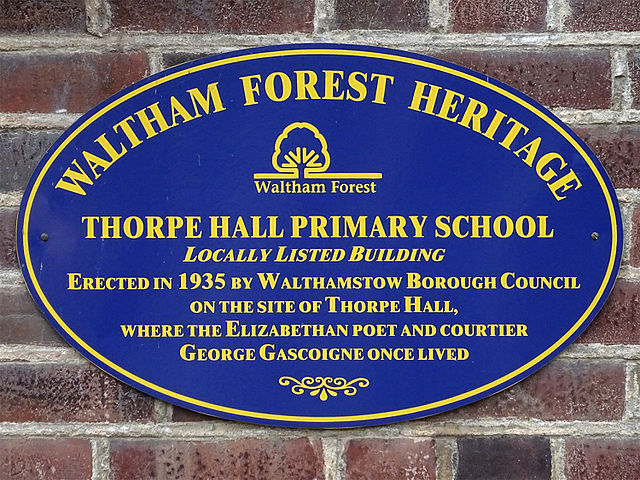 WALTHAM FOREST HERITAGE
Waltham Forest
THORPE HALL PRIMARY SCHOOL
LOCALLY LISTED BUILDING
ERECTED IN 1935 BY WALTHAMSTOW BOROUGH COUNCIL
ON THE SITE OF THORPE HALL,
WHERE THE ELIZABETHAN POET AND COURTIER
GEORGE GASCOIGNE ONCE LIVED